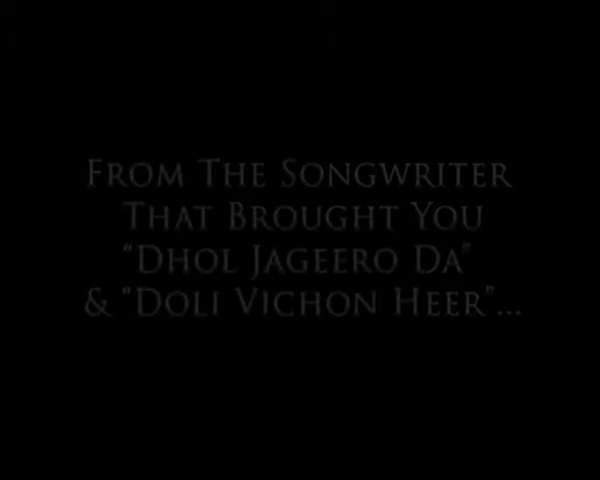 From The Songwriter
That Brought You
“Dhol Jageero Da”
& “Doli Vichon Heer”...